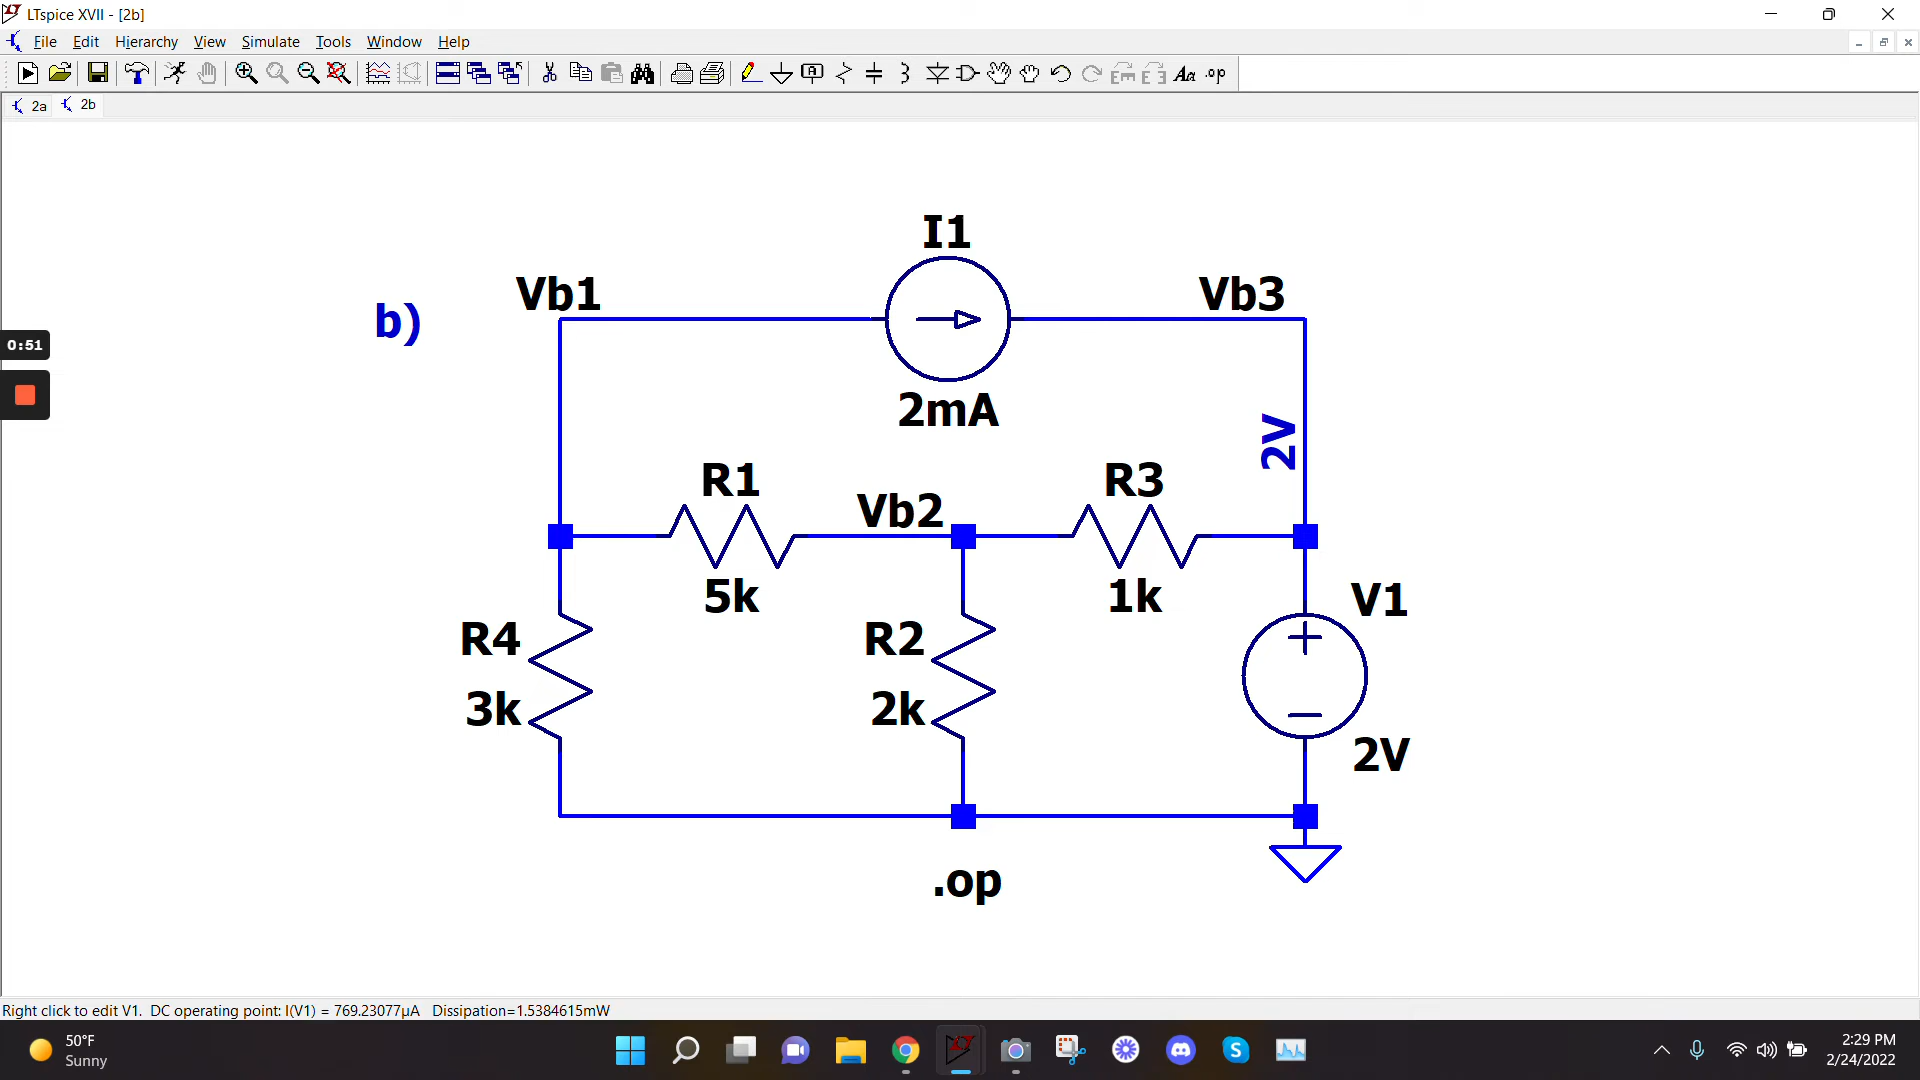 LTspice XVII - [2b]
File Edit Hierarchy View Simulate Tools Window Help
.op
2a 2b
I1
Vb1
Vb3
b)
0:51
2mA
2V
R1
R3
Vb2
5k
1k
V1
R4
R2
3k
2k
2V
.op
Right click to edit V1. DC operating point: I(V1) = 769.23077µA Dissipation=1.5384615mW
50°F
Sunny
2:29 PM
2/24/2022